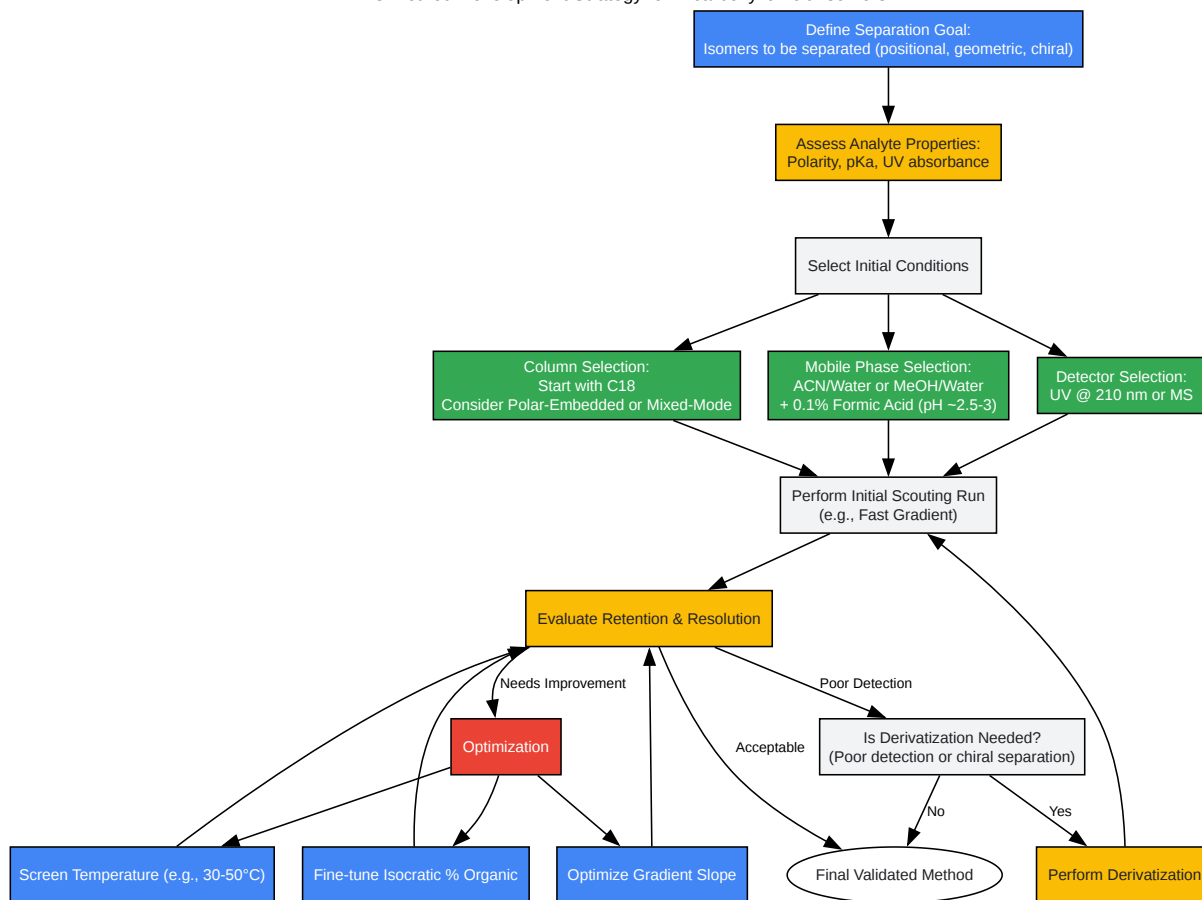 Define Separation Goal:
Isomers to be separated (positional, geometric, chiral)
Assess Analyte Properties:
Polarity, pKa, UV absorbance
Select Initial Conditions
Column Selection:
Start with C18
Consider Polar-Embedded or Mixed-Mode
Mobile Phase Selection:
ACN/Water or MeOH/Water
+ 0.1% Formic Acid (pH ~2.5-3)
Detector Selection:
UV @ 210 nm or MS
Perform Initial Scouting Run
(e.g., Fast Gradient)
Evaluate Retention & Resolution
Needs Improvement
Poor Detection
Optimization
Acceptable
Is Derivatization Needed?
(Poor detection or chiral separation)
No
Yes
Screen Temperature (e.g., 30-50°C)
Fine-tune Isocratic % Organic
Optimize Gradient Slope
Final Validated Method
Perform Derivatization